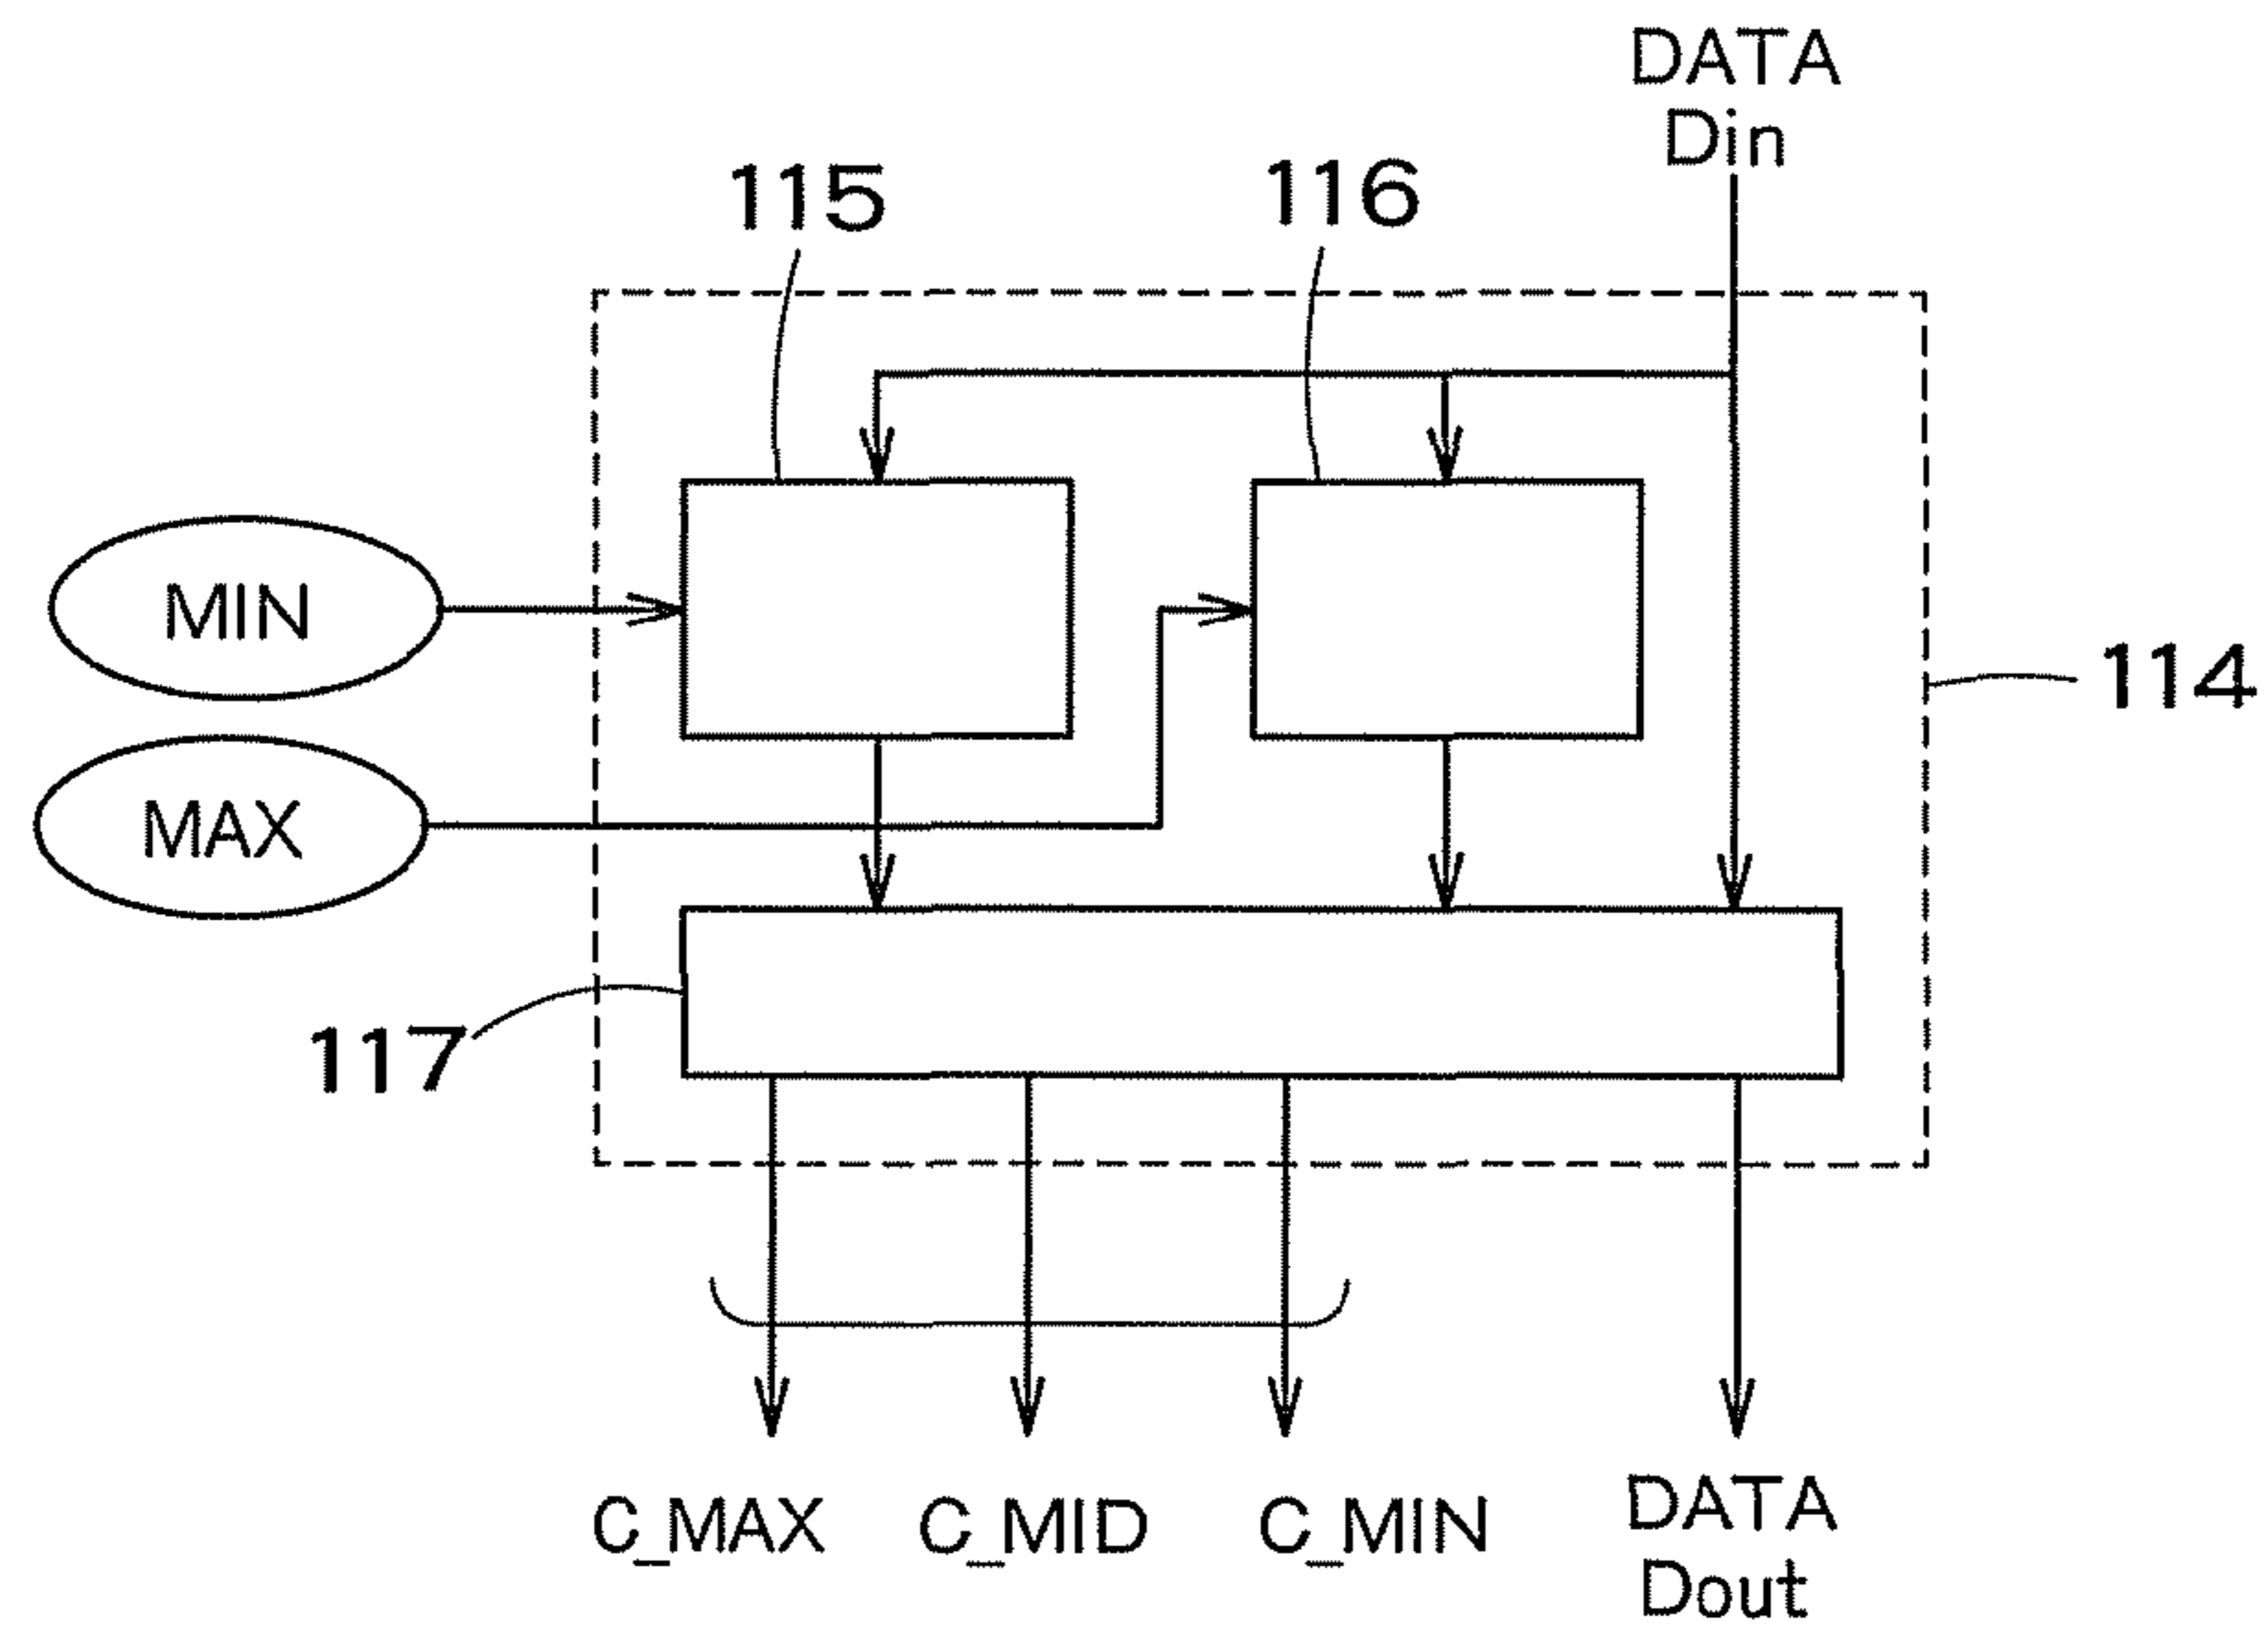 DATA
Din
115
116
MIN
114
MAX
117
C_MAX
C_MID
C_MIN
DATA
Dout